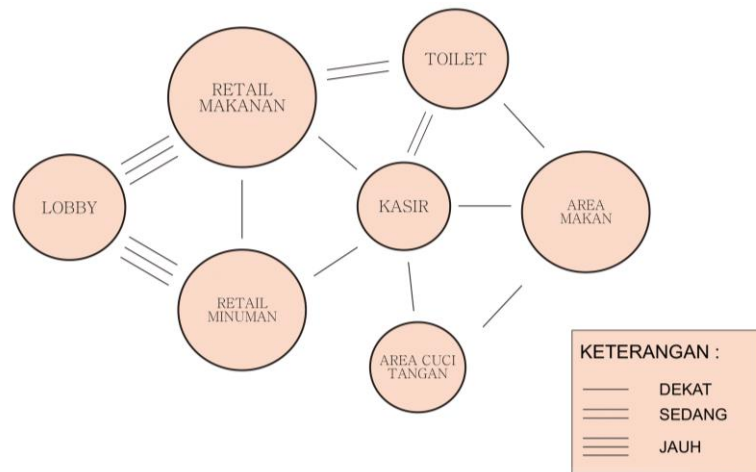 RETAIL
MAKANAN
TOILET
LOBBY
KASIR
AREA
MAKAN
RETAIL
MINUMAN
AREA CUCI
TANGAN
KETERANGAN :
DEKAT
SEDANG
JAUH